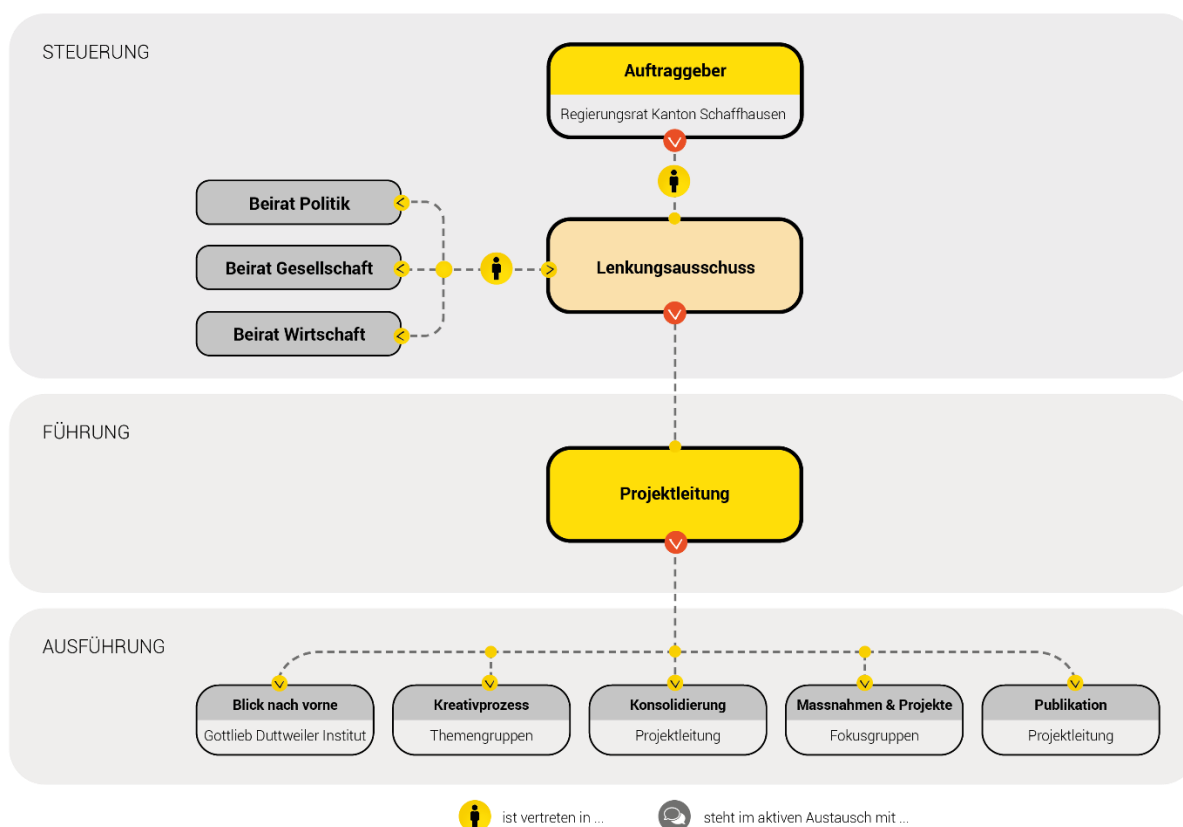 STEUERUNG
Auftraggeber
Regierungsrat Kanton Schaffhausen
Beirat Politik
Beirat Gesellschaft
Lenkungsausschuss
Beirat Wirtschaft
FÜHRUNG
Projektleitung
AUSFÜHRUNG
Blick nach vorne
Gottlieb Duttweiler Institut
Kreativprozess
Themengruppen
Konsolidierung
Projektleitung
Massnahmen & Projekte
Fokusgruppen
Publikation
Projektleitung
ist vertreten in ...
steht im aktiven Austausch mit ...